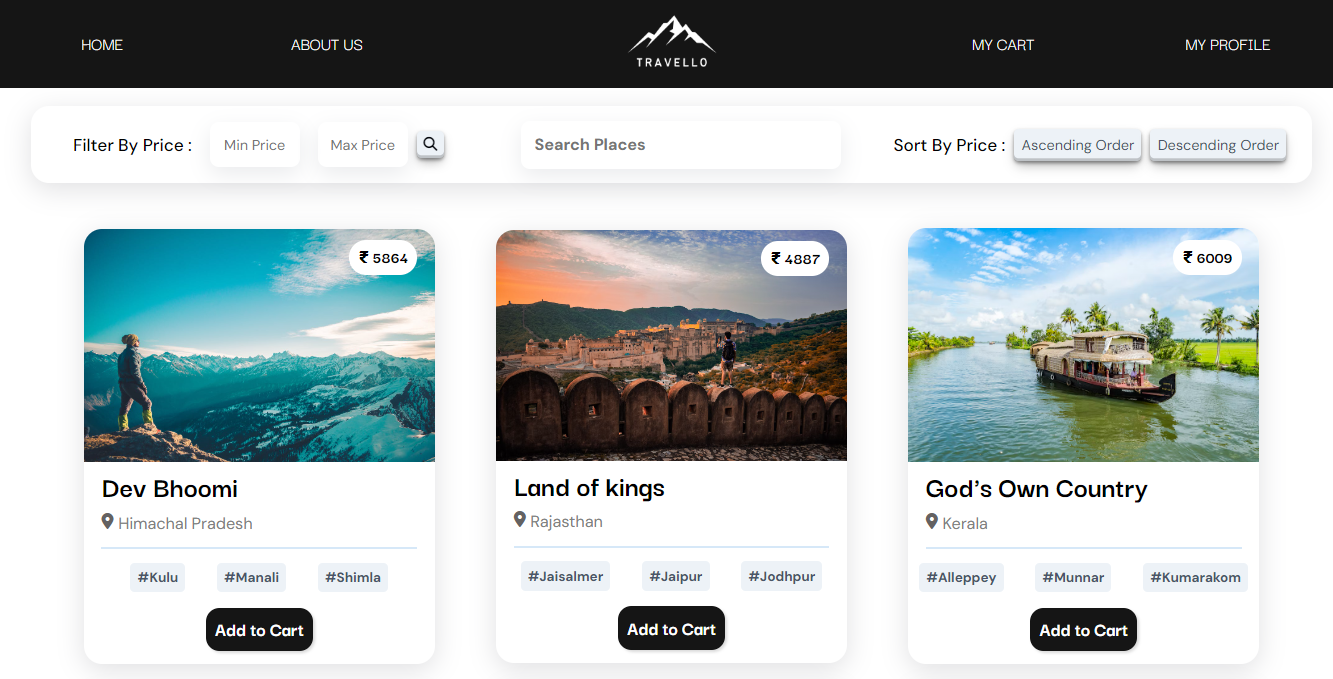 HOME
ABOUT US
TRAVELLO
MY CART
MY PROFILE
Filter By Price :
Min Price
Max Price
Search Places
Sort By Price :
Ascending Order
Descending Order
₹ 5864
Dev Bhoomi
Himachal Pradesh
#Kulu
#Manali
#Shimla
Add to Cart
₹ 4887
Land of kings
Rajasthan
#Jaisalmer
#Jaipur
#Jodhpur
Add to Cart
₹ 6009
God's Own Country
Kerala
#Alleppey
#Munnar
#Kumarakom
Add to Cart